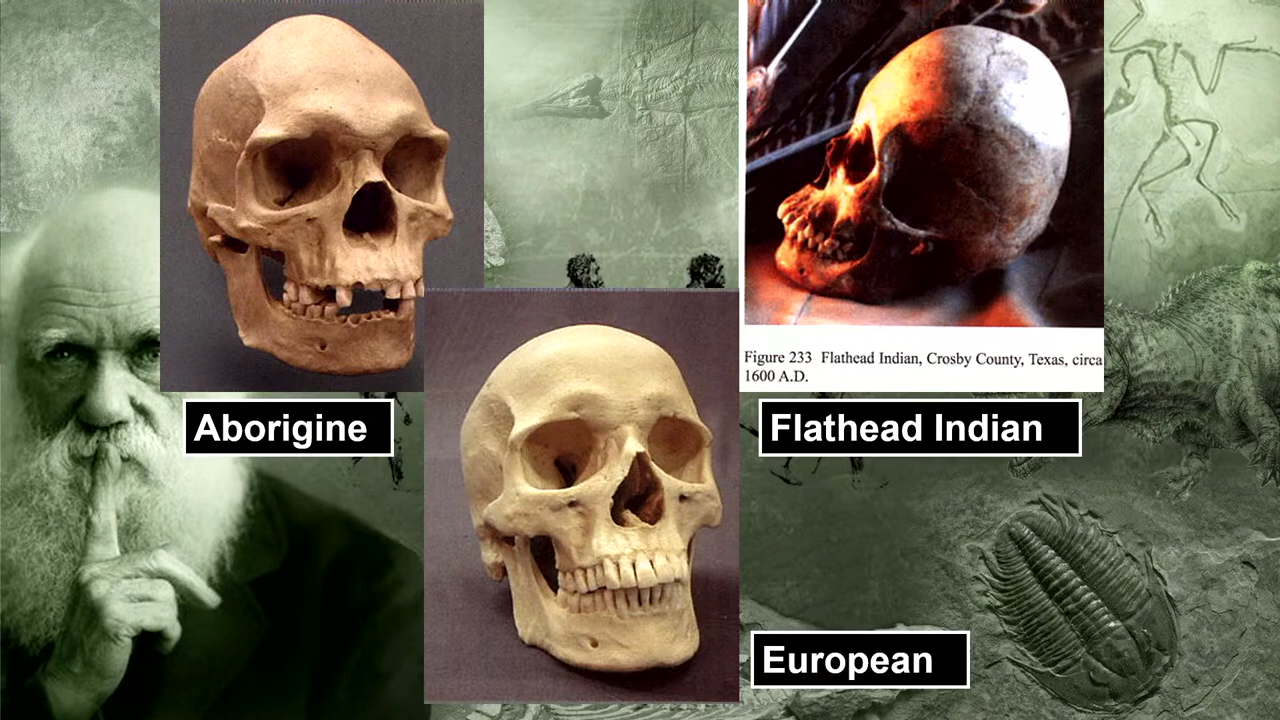 Figure 233 Flathead Indian, Crosby County, Texas, circa
1600 A.D.
Aborigine
Flathead Indian
European